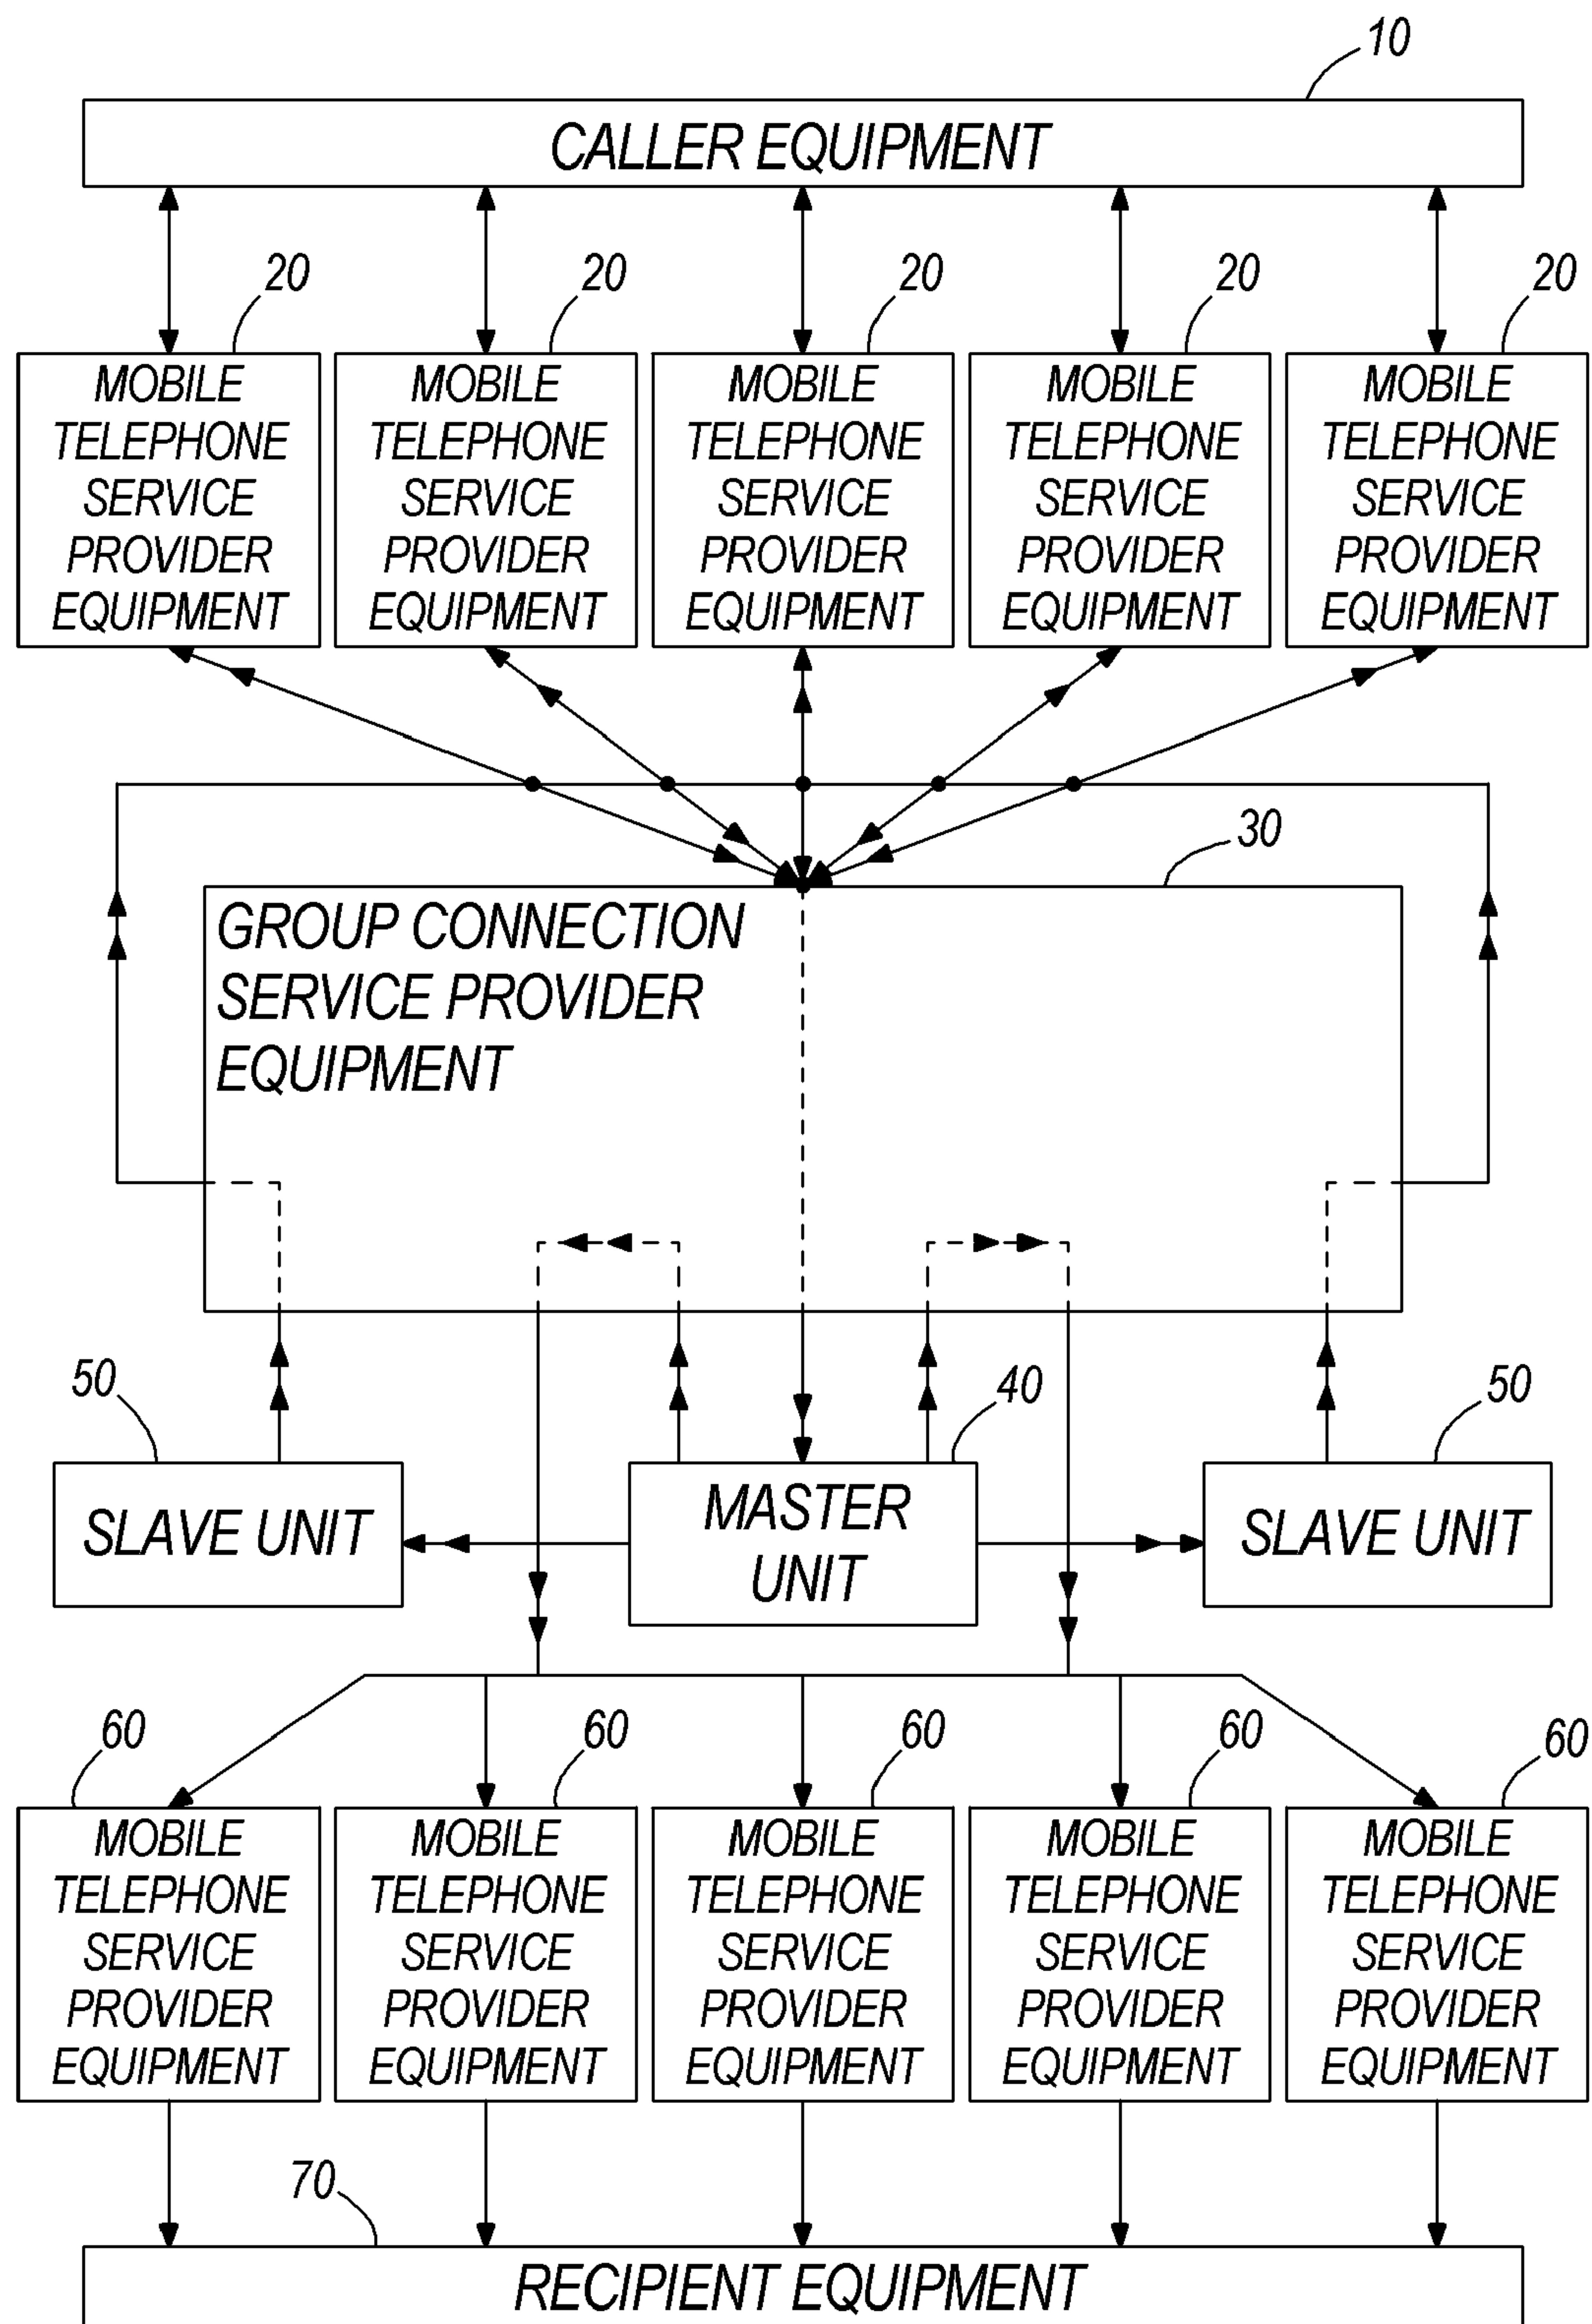 10
CALLER EQUIPMENT
20
20
20
20
20
MOBILE
TELEPHONE
SERVICE
PROVIDER
EQUIPMENT
MOBILE
TELEPHONE
SERVICE
PROVIDER
EQUIPMENT
MOBILE
TELEPHONE
SERVICE
PROVIDER
EQUIPMENT
MOBILE
TELEPHONE
SERVICE
PROVIDER
EQUIPMENT
MOBILE
TELEPHONE
SERVICE
PROVIDER
EQUIPMENT
30
GROUP CONNECTION
SERVICE PROVIDER
EQUIPMENT
50
40
50
SLAVE UNIT
MASTER
UNIT
SLAVE UNIT
60
60
60
60
60
MOBILE
TELEPHONE
SERVICE
PROVIDER
EQUIPMENT
MOBILE
TELEPHONE
SERVICE
PROVIDER
EQUIPMENT
MOBILE
TELEPHONE
SERVICE
PROVIDER
EQUIPMENT
MOBILE
TELEPHONE
SERVICE
PROVIDER
EQUIPMENT
MOBILE
TELEPHONE
SERVICE
PROVIDER
EQUIPMENT
70
RECIPIENT EQUIPMENT